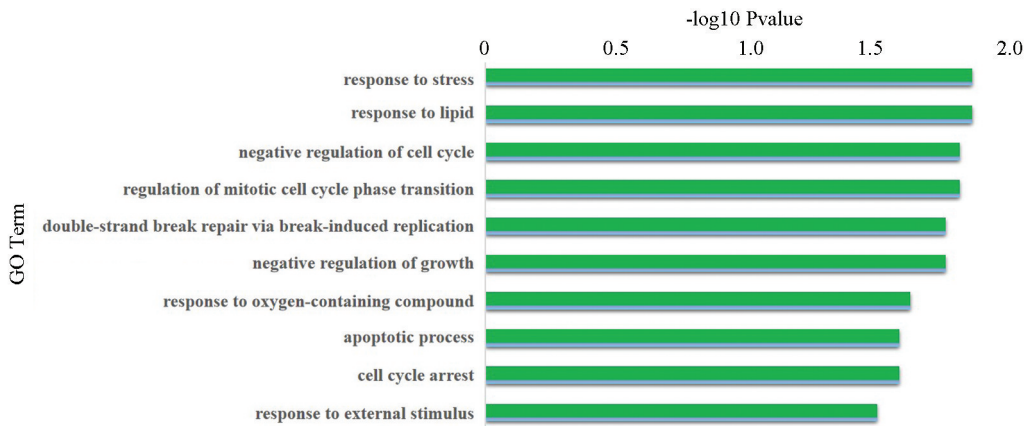 -log10 Pvalue
0 0.5 1.0 1.5 2.0
response to stress
response to lipid
negative regulation of cell cycle
regulation of mitotic cell cycle phase transition
double-strand break repair via break-induced replication
negative regulation of growth
response to oxygen-containing compound
apoptotic process
cell cycle arrest
response to external stimulus
GO Term